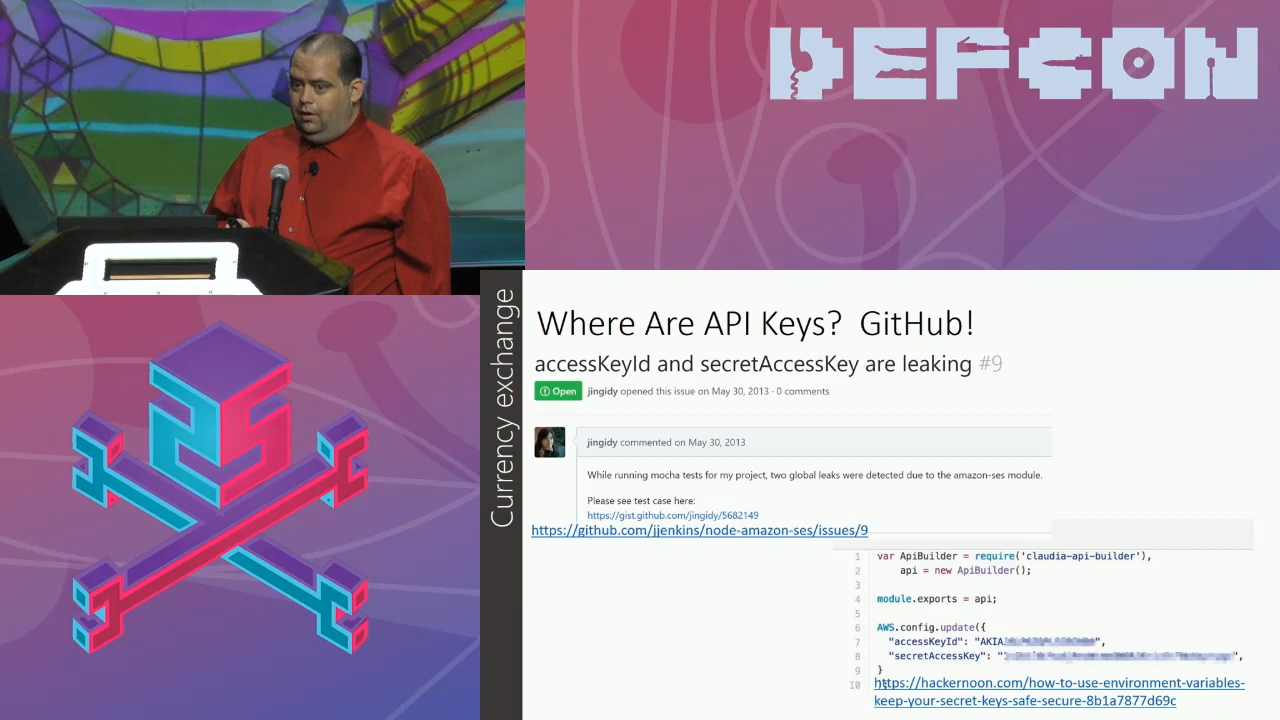 DEFCON
Currency exchange
Where Are API Keys? GitHub!
accessKeyId and secretAccessKey are leaking #9
Open jingidy opened this issue on May 30, 2013 · 0 comments
jingidy commented on May 30, 2013
While running mocha tests for my project, two global leaks were detected due to the amazon-ses module.
Please see test case here:
https://gist.github.com/jingidy/5682149
https://github.com/jjenkins/node-amazon-ses/issues/9
1 var ApiBuilder = require('claudia-api-builder'),
2 api = new ApiBuilder();
3
4 module.exports = api;
5
6 AWS.config.update({
7 "accessKeyId": "AKIA
8 "secretAccessKey": "
9 }
10
https://hackernoon.com/how-to-use-environment-variables-
keep-your-secret-keys-safe-secure-8b1a7877d69c